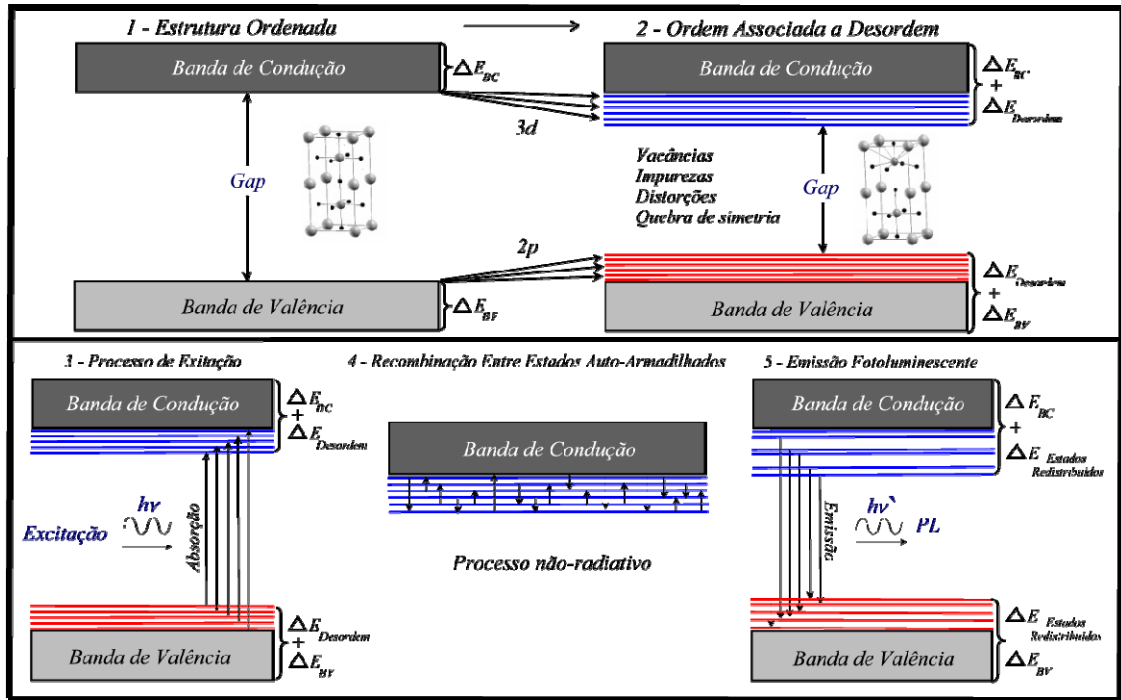 1 - Estrutura Ordenada
2 - Ordem Associada a Desordem
Banda de Condução
ΔE_BC
3d
Gap
2p
Banda de Valência
ΔE_BV
Banda de Condução
ΔE_BC.
+
ΔE_Desordem
Vacâncias
Impurezas
Distorções
Quebra de simetria
Gap
ΔE_Desordem
+
ΔE_BV
Banda de Valência
3 - Processo de Exitação
Banda de Condução
ΔE_BC
+
ΔE_Desordem
hν
Excitação
Absorção
Banda de Valência
ΔE_Desordem
+
ΔE_BV
4 - Recombinação Entre Estados Auto-Armadilhados
Banda de Condução
Processo não-radiativo
5 - Emissão Fotoluminescente
Banda de Condução
ΔE_BC
+
ΔE_Estados
Redistribuídos
Emissão
hν`
PL
Banda de Valência
ΔE_Estados
Redistribuídos
+
ΔE_BV